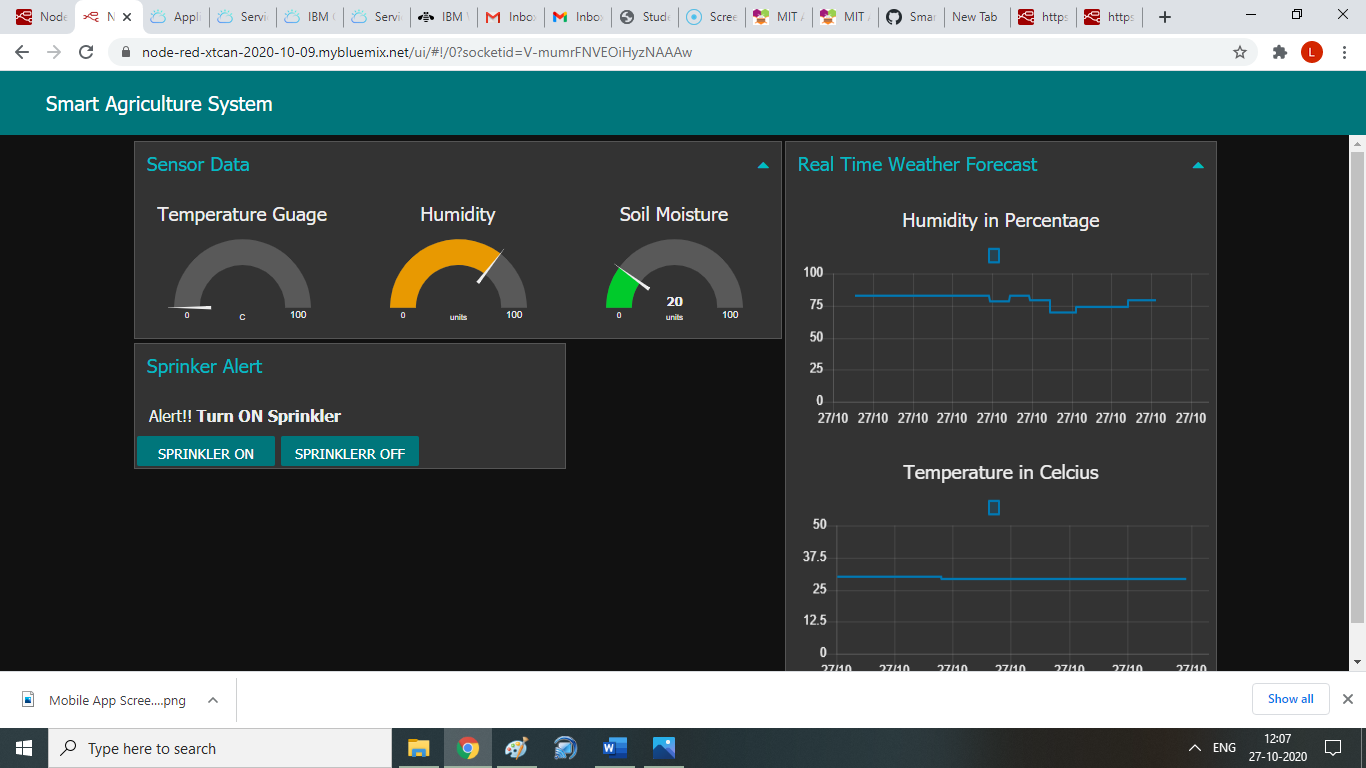 Node N Appli Servi IBM C Servi IBM W Inbox Inbox Stude Scree MIT A MIT A Smar New Tab https https
node-red-xtcan-2020-10-09.mybluemix.net/ui/#!/0?socketid=V-mumrFNVEOiHyzNAAAw
L
Smart Agriculture System
Sensor Data
Temperature Guage
0 C 100
Humidity
0 units 100
Soil Moisture
20
0 units 100
Sprinker Alert
Alert!! Turn ON Sprinkler
SPRINKLER ON SPRINKLERR OFF
Real Time Weather Forecast
Humidity in Percentage
100
75
50
25
0
27/10 27/10 27/10 27/10 27/10 27/10 27/10 27/10 27/10 27/10
Temperature in Celcius
50
37.5
25
12.5
0
27/10 27/10 27/10 27/10 27/10 27/10 27/10
Mobile App Scree....png
Show all
Type here to search
ENG
12:07
27-10-2020